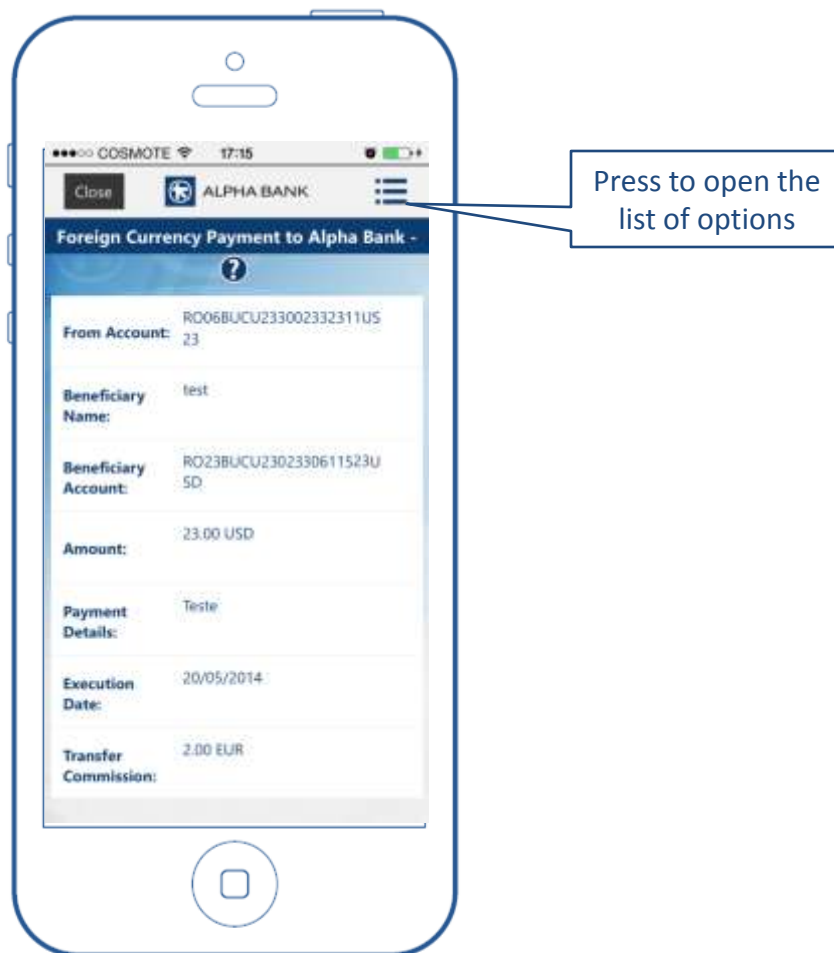 COSMOTE 17:15
Close ALPHA BANK
Press to open the
list of options
Foreign Currency Payment to Alpha Bank -
?
From Account: RO06BUCU233002332311US
23
Beneficiary
Name: test
Beneficiary
Account: RO23BUCU2302330611523U
SD
Amount: 23.00 USD
Payment
Details: Teste
Execution
Date: 20/05/2014
Transfer
Commission: 2.00 EUR